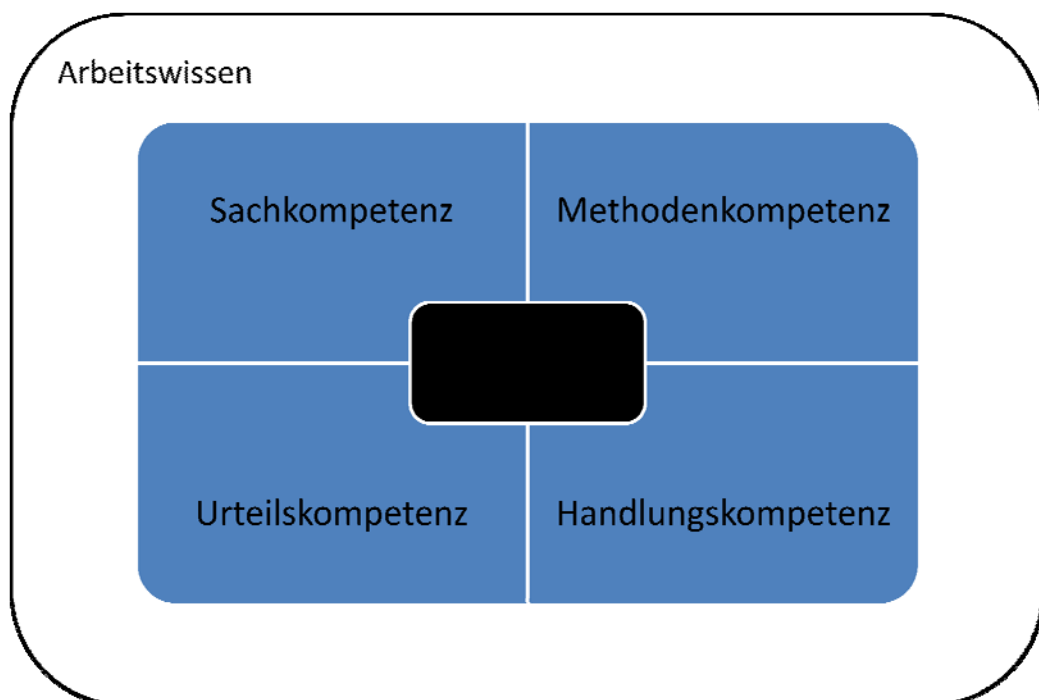 Arbeitswissen
Sachkompetenz
Methodenkompetenz
Urteilskompetenz
Handlungskompetenz